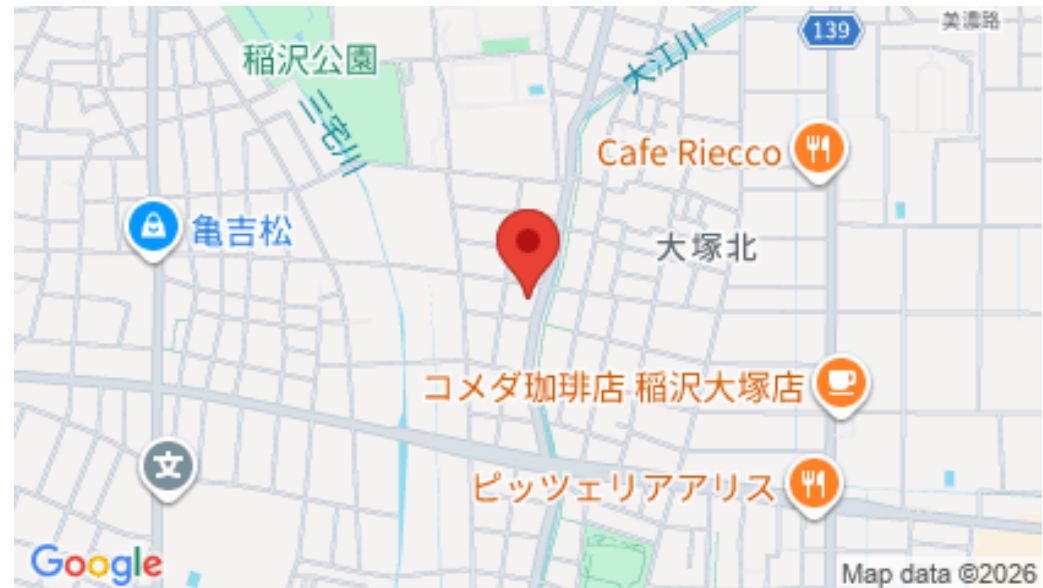 美濃路
139
稲沢公園
大江川
三宅川
Cafe Riecco
亀吉松
大塚北
コメダ珈琲店 稲沢大塚店
文
ピッツェリアアリス
Google
Map data ©2026